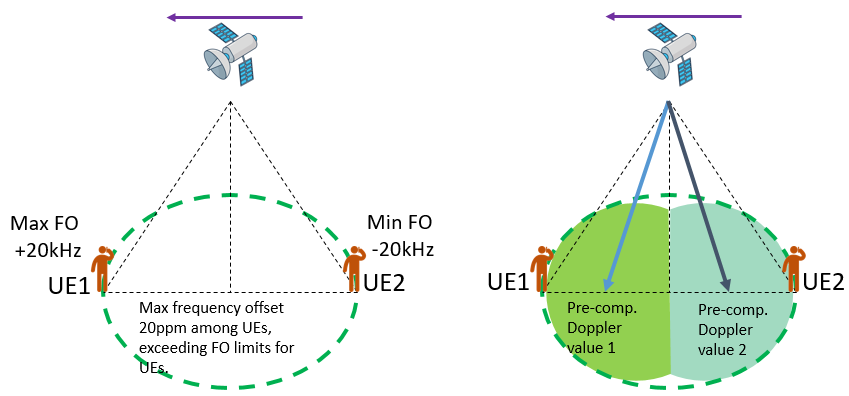 Max FO
+20kHz
UE1
Min FO
-20kHz
UE2
Max frequency offset
20ppm among UEs,
exceeding FO limits for
UEs.
UE1
UE2
Pre-comp.
Doppler
value 1
Pre-comp.
Doppler
value 2